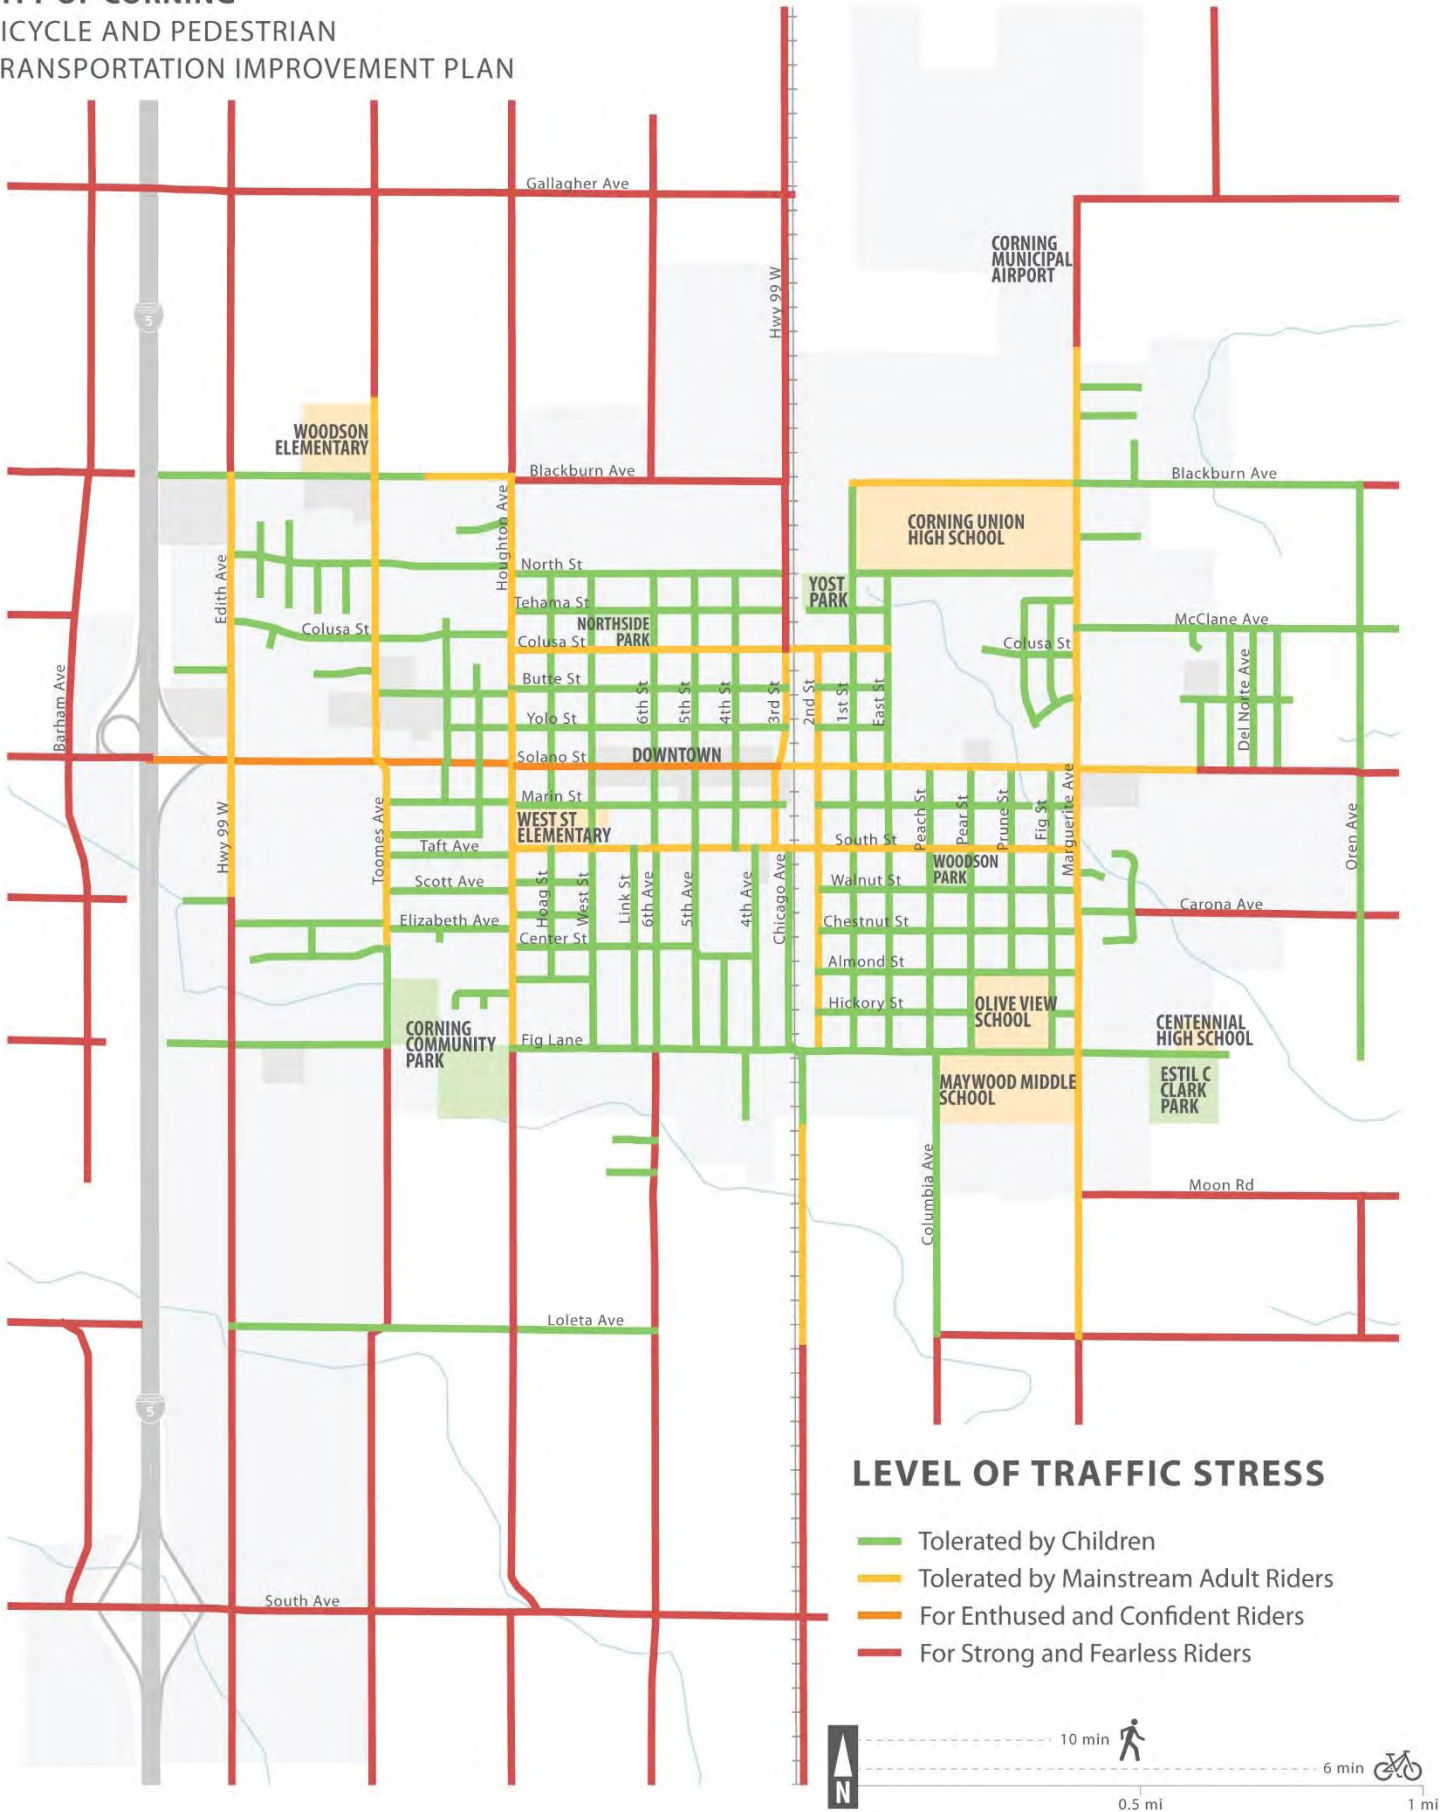 ICYCLE AND PEDESTRIAN
RANSPORTATION IMPROVEMENT PLAN
Gallagher Ave
CORNING
MUNICIPAL
AIRPORT
Hwy 99 W
5
WOODSON
ELEMENTARY
Blackburn Ave
Blackburn Ave
Houghton Ave
CORNING UNION
HIGH SCHOOL
Edith Ave
North St
YOST
PARK
Tehama St
NORTHSIDE
PARK
Colusa St
Colusa St
McClane Ave
Colusa St
Barham Ave
Butte St
6th St
5th St
4th St
3rd St
2nd St
1st St
East St
Del Norte Ave
Yolo St
Solano St
DOWNTOWN
Marin St
WEST ST
ELEMENTARY
Hwy 99 W
Toomes Ave
Peach St
Pear St
Prune St
Fig St
Marguerite Ave
Oren Ave
South St
Taft Ave
WOODSON
PARK
Scott Ave
Hoag St
West St
Link St
6th Ave
5th Ave
4th Ave
Chicago Ave
Walnut St
Carona Ave
Elizabeth Ave
Chestnut St
Center St
Almond St
Hickory St
OLIVE VIEW
SCHOOL
CORNING
COMMUNITY
PARK
Fig Lane
CENTENNIAL
HIGH SCHOOL
MAYWOOD MIDDLE
SCHOOL
ESTIL C
CLARK
PARK
Columbia Ave
Moon Rd
Loleta Ave
5
South Ave
LEVEL OF TRAFFIC STRESS
Tolerated by Children
Tolerated by Mainstream Adult Riders
For Enthused and Confident Riders
For Strong and Fearless Riders
10 min
6 min
N
0.5 mi
1 mi